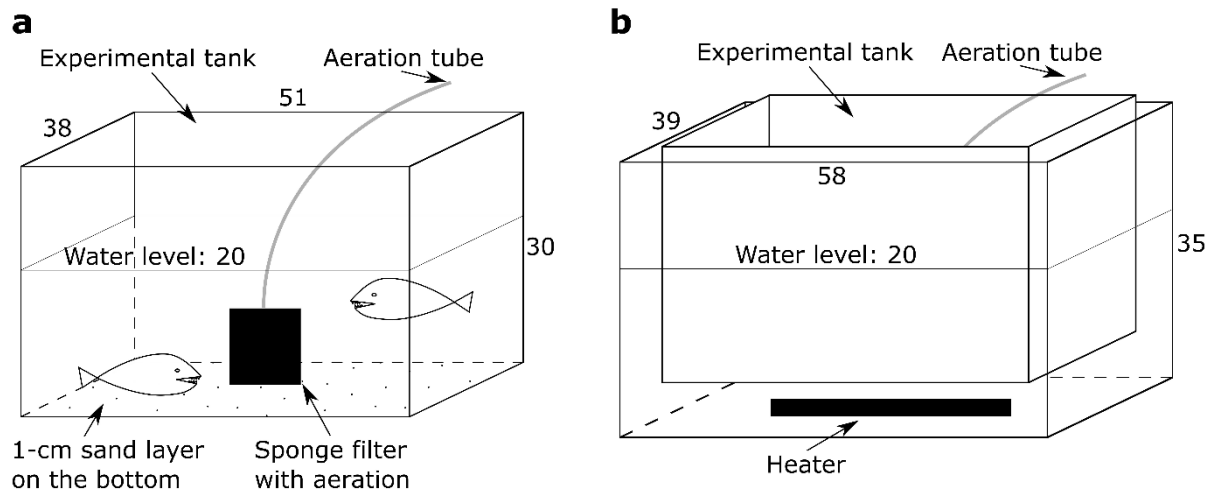 a
Experimental tank
Aeration tube
51
38
Water level: 20
30
1-cm sand layer
on the bottom
Sponge filter
with aeration
b
Experimental tank
Aeration tube
39
58
Water level: 20
35
Heater